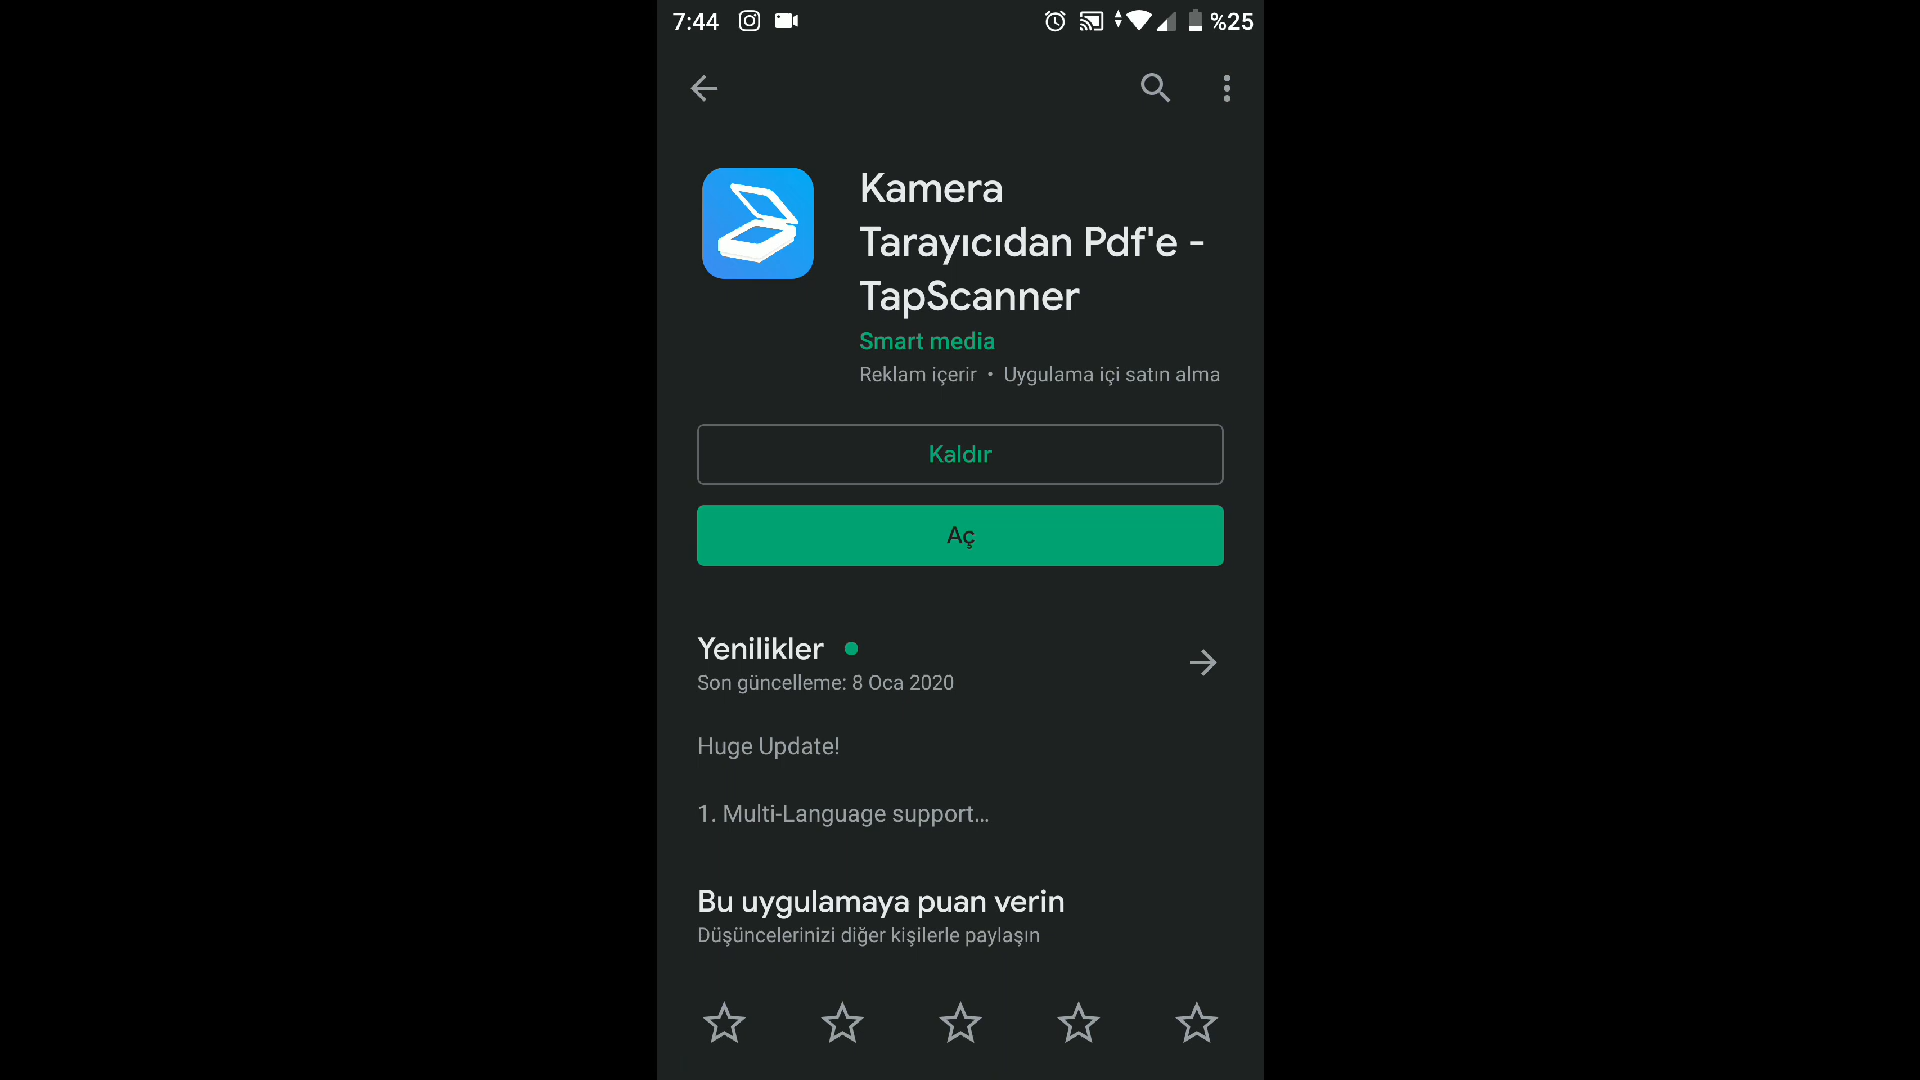 7:44 %25
Kamera
Tarayıcıdan Pdf'e -
TapScanner
Smart media
Reklam içerir • Uygulama içi satın alma
Kaldır
Aç
Yenilikler
Son güncelleme: 8 Oca 2020
Huge Update!
1. Multi-Language support...
Bu uygulamaya puan verin
Düşüncelerinizi diğer kişilerle paylaşın